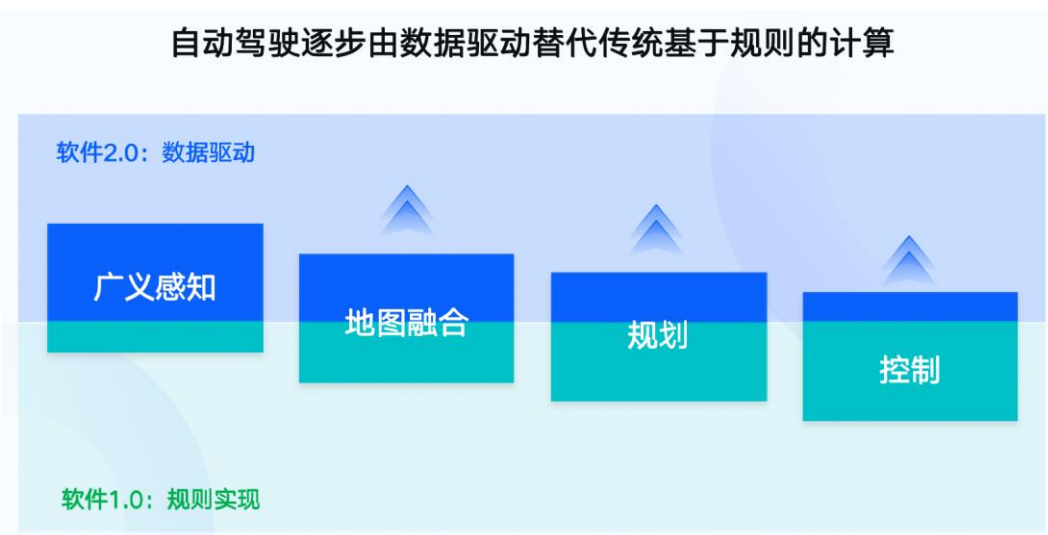 自动驾驶逐步由数据驱动替代传统基于规则的计算
软件2.0：数据驱动
广义感知
地图融合
规划
控制
软件1.0：规则实现